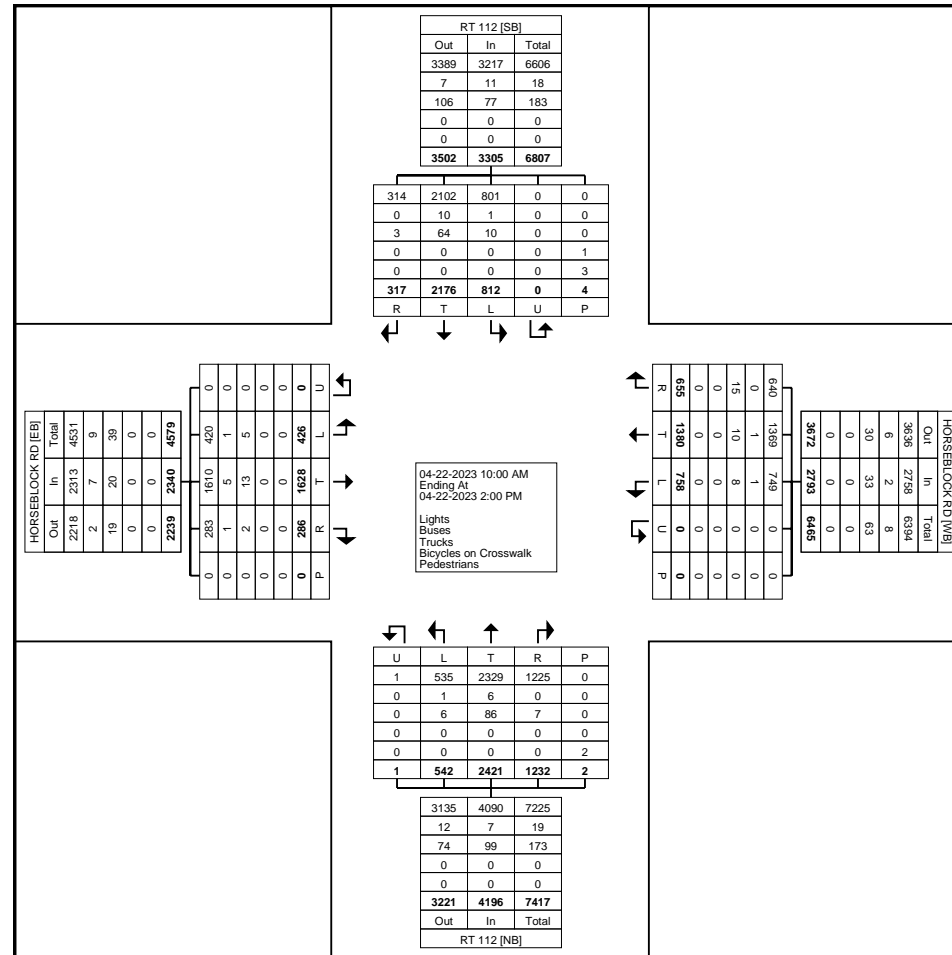 RT 112 [SB]
Out In Total
3389 3217 6606
7 11 18
106 77 183
0 0 0
0 0 0
3502 3305 6807
314 2102 801 0 0
0 10 1 0 0
3 64 10 0 0
0 0 0 0 1
0 0 0 0 3
317 2176 812 0 4
R T L U P
HORSEBLOCK RD [EB]
Total In Out
4531 2313 2218
9 7 2
39 20 19
0 0 0
0 0 0
4579 2340 2239
0 420 1610 283 0
0 1 5 1 0
0 5 13 2 0
0 0 0 0 0
0 0 0 0 0
0 426 1628 286 0
U L T R P
04-22-2023 10:00 AM
Ending At
04-22-2023 2:00 PM
Lights
Buses
Trucks
Bicycles on Crosswalk
Pedestrians
HORSEBLOCK RD [WB]
Out In Total
3636 2758 6394
6 2 8
30 33 63
0 0 0
0 0 0
3672 2793 6465
640 1369 749 0 0
0 1 1 0 0
15 10 8 0 0
0 0 0 0 0
0 0 0 0 0
655 1380 758 0 0
R T L U P
U L T R P
1 535 2329 1225 0
0 1 6 0 0
0 6 86 7 0
0 0 0 0 0
0 0 0 0 2
1 542 2421 1232 2
3135 4090 7225
12 7 19
74 99 173
0 0 0
0 0 0
3221 4196 7417
Out In Total
RT 112 [NB]